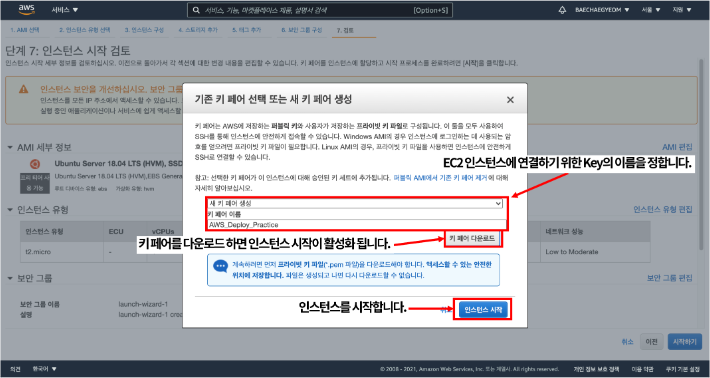 aws
서비스 ▼
서비스, 기능, 마켓플레이스 제품, 설명서 검색
[Option+S]
BAECHAEGYEOM ▼
서울 ▼
지원 ▼
1. AMI 선택
2. 인스턴스 유형 선택
3. 인스턴스 구성
4. 스토리지 추가
5. 태그 추가
6. 보안 그룹 구성
7. 검토
단계 7: 인스턴스 시작 검토
인스턴스 시작 세부 정보를 검토하십시오. 이전으로 돌아가서 각 섹션에 대한 변경 내용을 편집할 수 있습니다. 키 페어를 인스턴스에 할당하고 시작 프로세스를 완료하려면 [시작]을 클릭합니다.
인스턴스 보안을 개선하십시오. 보안 그룹
인스턴스를 모든 IP 주소에서 액세스할 수 있습니다.
실행 중인 애플리케이션이나 서비스에 쉽게 액세스할
기존 키 페어 선택 또는 새 키 페어 생성
키 페어는 AWS에 저장하는 퍼블릭 키와 사용자가 저장하는 프라이빗 키 파일로 구성됩니다. 이 둘을 모두 사용하여
SSH를 통해 인스턴스에 안전하게 접속할 수 있습니다. Windows AMI의 경우 인스턴스에 로그인하는 데 사용되는 암
호를 얻으려면 프라이빗 키 파일이 필요합니다. Linux AMI의 경우, 프라이빗 키 파일을 사용하면 인스턴스에 안전하게
SSH로 연결할 수 있습니다.
EC2 인스턴스에 연결하기 위한 Key의 이름을 정합니다.
참고: 선택한 키 페어가 이 인스턴스에 대해 승인된 키 세트에 추가됩니다. 퍼블릭 AMI에서 기존 키 페어 제거에 대해
자세히 알아보십시오.
새 키 페어 생성
키 페어 이름
AWS_Deploy_Practice
키 페어를 다운로드 하면 인스턴스 시작이 활성화 됩니다.
키 페어 다운로드
계속하려면 먼저 프라이빗 키 파일(*.pem 파일)을 다운로드해야 합니다. 액세스할 수 있는 안전한
위치에 저장합니다. 파일은 생성되고 나면 다시 다운로드할 수 없습니다.
인스턴스를 시작합니다.
인스턴스 시작
▼ AMI 세부 정보
AMI 편집
Ubuntu Server 18.04 LTS (HVM), SSD
Ubuntu Server 18.04 LTS (HVM),EBS General
프리 티어 사
용 가능
루트 디바이스 유형: ebs 가상화 유형: hvm
▼ 인스턴스 유형
인스턴스 유형 편집
인스턴스 유형
ECU
vCPUs
네트워크 성능
t2.micro
-
Low to Moderate
▼ 보안 그룹
보안 그룹 편집
보안 그룹 이름
launch-wizard-1
설명
launch-wizard-1 crea
취소
이전
시작하기
의견
한국어 ▼
© 2008 - 2021, Amazon Web Services, Inc. 또는 계열사. All rights reserved.
개인 정보 보호 정책
이용 약관
쿠키 기본 설정